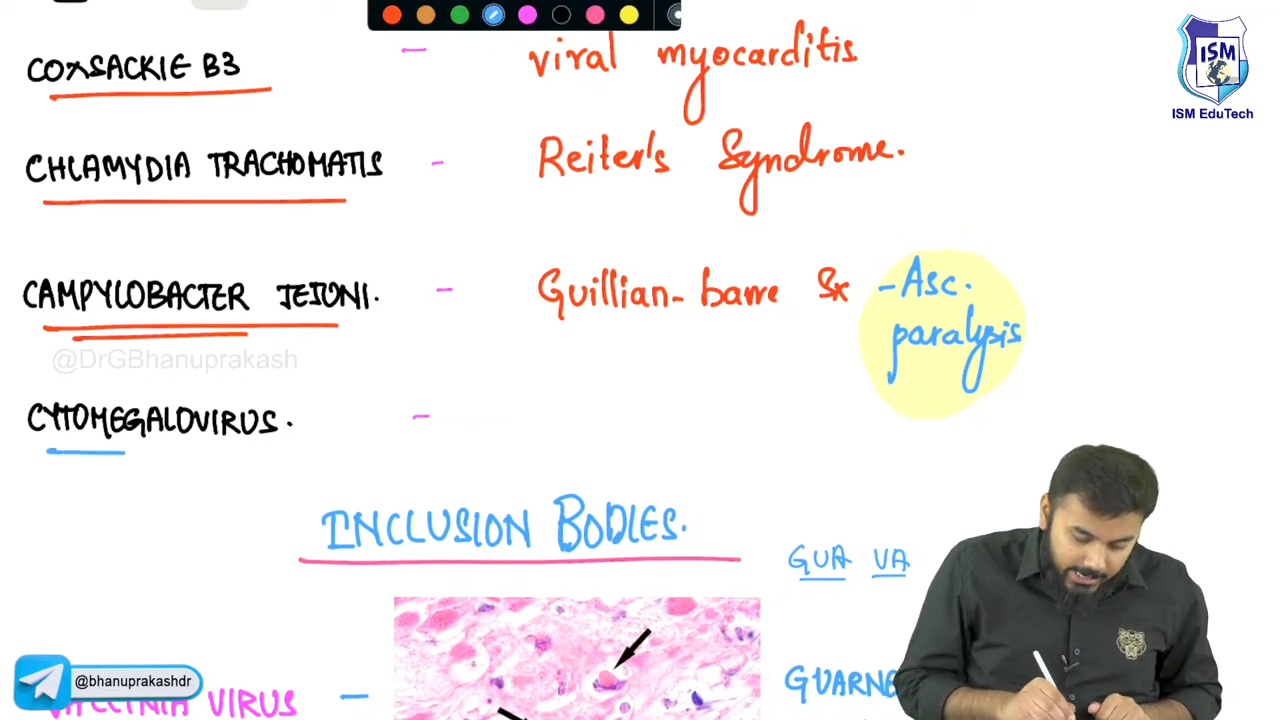 ISM
ISM EduTech
COXSACKIE B3 - viral myocarditis
CHLAMYDIA TRACHOMATIS - Reiter's Syndrome.
CAMPYLOBACTER JEJUNI. - Guillian-barre Sx - Asc.
paralysis
@DrGBhanuprakash
CYTOMEGALOVIRUS. -
INCLUSION BODIES.
GUA VA
@bhanuprakashdr
GUARNE
VACCINIA VIRUS -